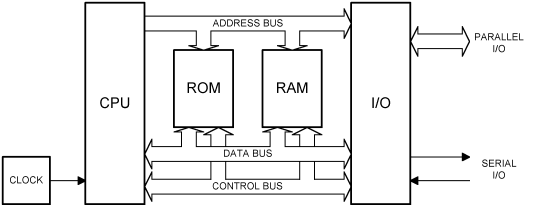 ADDRESS BUS
PARALLEL
I/O
CPU
ROM
RAM
I/O
DATA BUS
CLOCK
CONTROL BUS
SERIAL
I/O